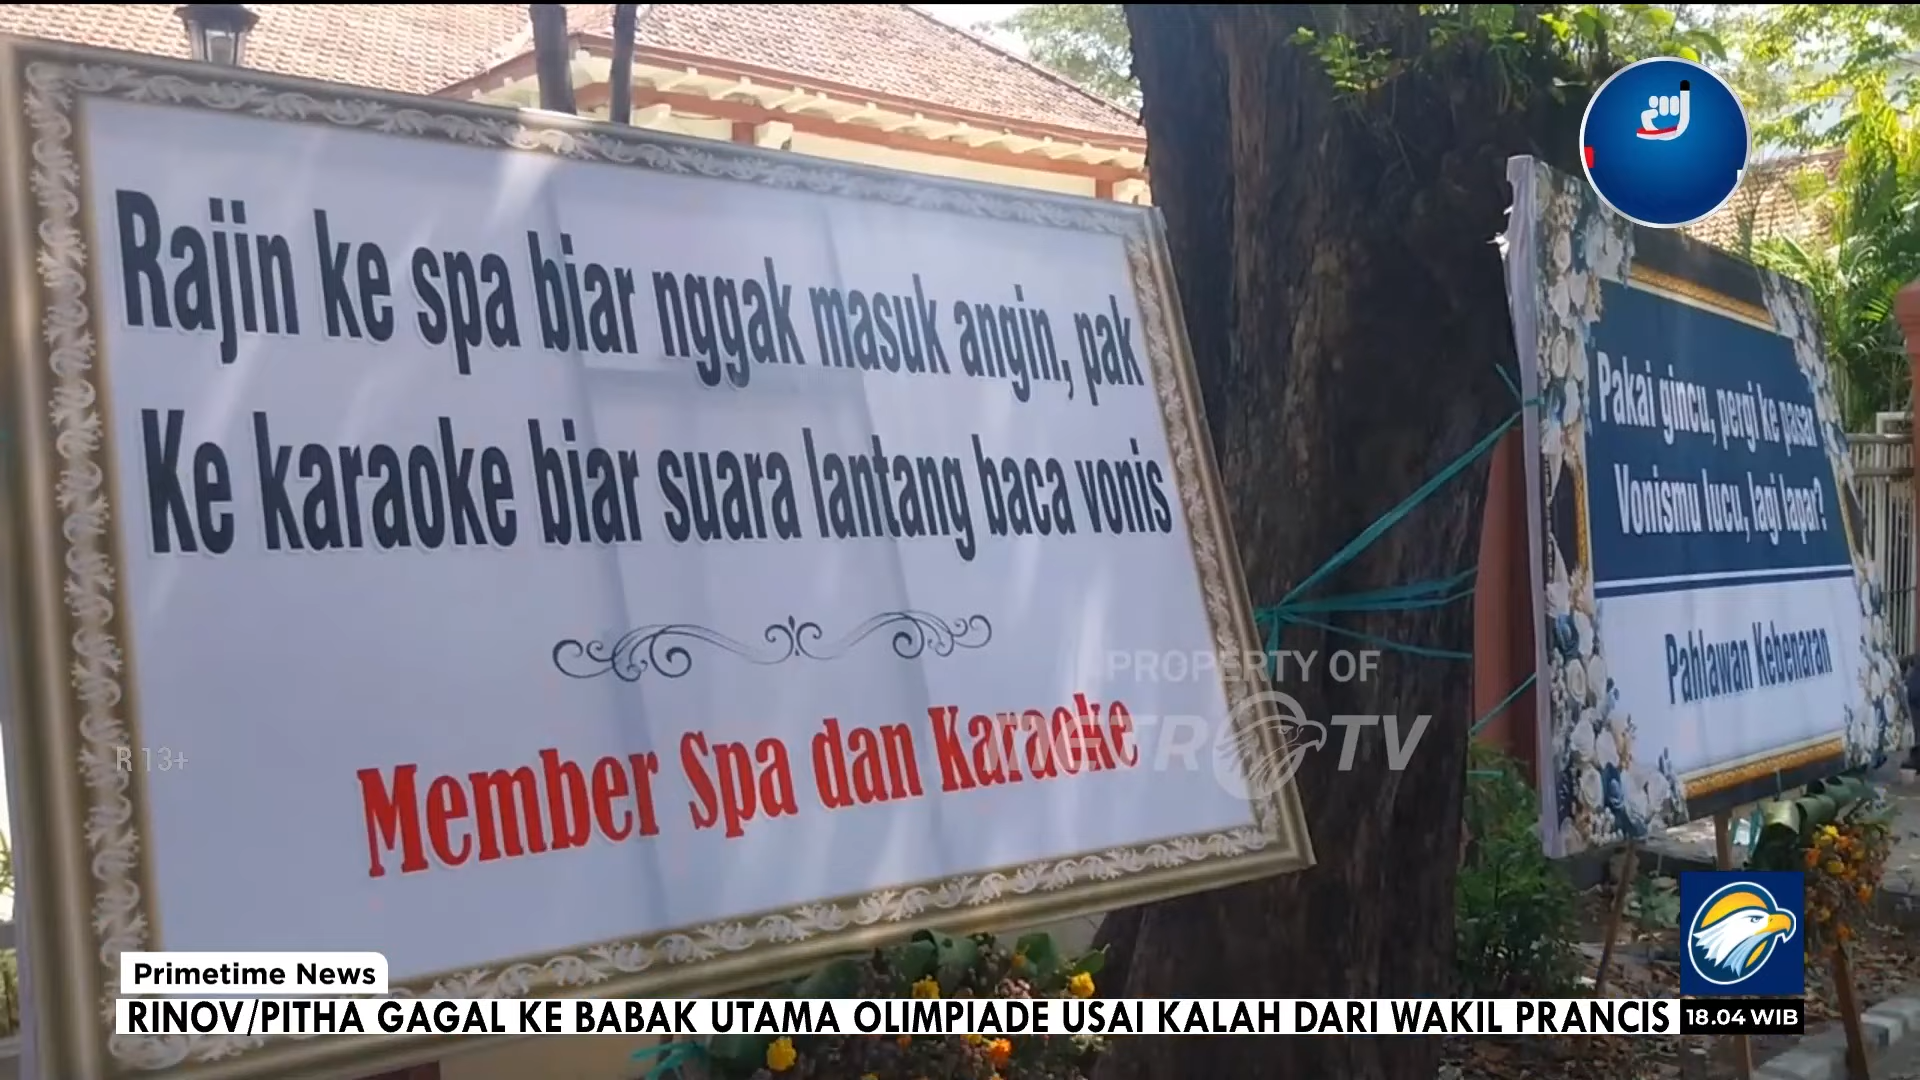 Rajin ke spa biar nggak masuk angin, pak
Ke karaoke biar suara lantang baca vonis
Member Spa dan Karaoke
Pakai gincu, pergi ke pasar
Vonismu lucu, lagi lapar?
Pahlawan Kebenaran
PROPERTY OF
METRO TV
R 13+
Primetime News
RINOV/PITHA GAGAL KE BABAK UTAMA OLIMPIADE USAI KALAH DARI WAKIL PRANCIS
18.04 WIB